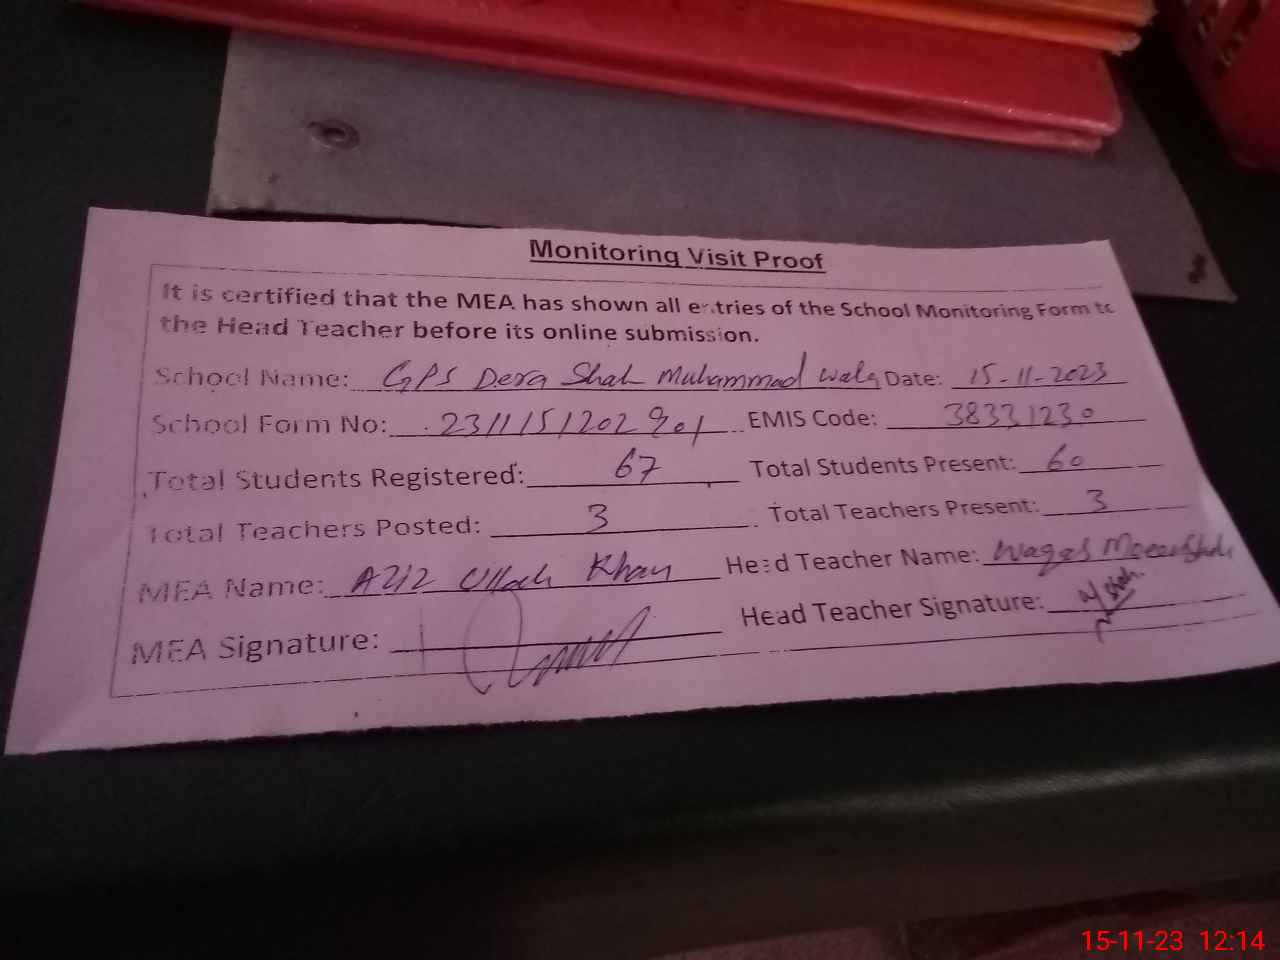 Monitoring Visit Proof
It is certified that the MEA has shown all entries of the School Monitoring Form to
the Head Teacher before its online submission.
School Name: GPS Dera Shah Muhammad Wala Date: 15-11-2023
School Form No: 2311151202901 EMIS Code: 38331230
Total Students Registered: 67 Total Students Present: 60
Total Teachers Posted: 3 Total Teachers Present: 3
MEA Name: Aziz Ullah Khan Head Teacher Name: Waqas
MEA Signature: Head Teacher Signature: W/Shah.
15-11-23 12:14